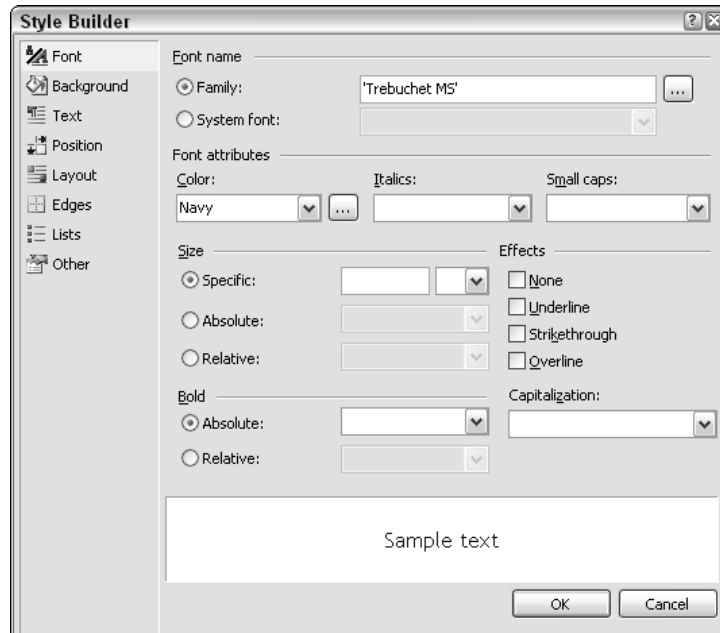 Style Builder
Font
Background
Text
Position
Layout
Edges
Lists
Other
Font name
Family:
'Trebuchet MS'
...
System font:
Font attributes
Color:
Italics:
Small caps:
Navy
...
Size
Effects
Specific:
None
Underline
Absolute:
Strikethrough
Relative:
Overline
Bold
Capitalization:
Absolute:
Relative:
Sample text
OK
Cancel